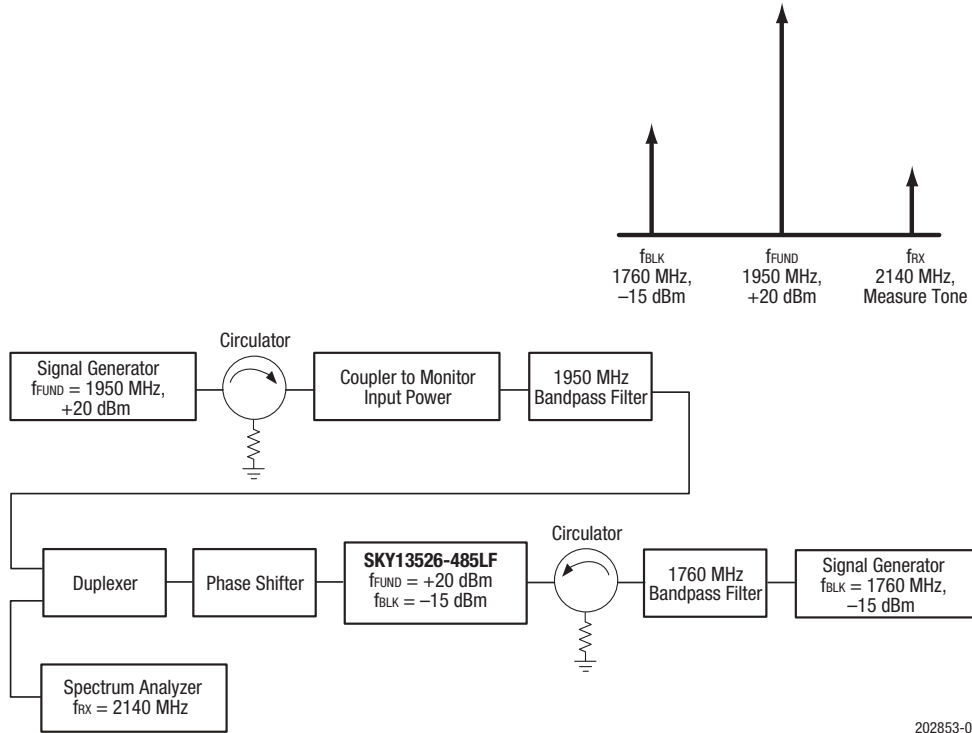 fBLK
1760 MHz,
–15 dBm
fFUND
1950 MHz,
+20 dBm
fRX
2140 MHz,
Measure Tone
Signal Generator
fFUND = 1950 MHz,
+20 dBm
Circulator
Coupler to Monitor
Input Power
1950 MHz
Bandpass Filter
Duplexer
Phase Shifter
SKY13526-485LF
fFUND = +20 dBm
fBLK = –15 dBm
Circulator
1760 MHz
Bandpass Filter
Signal Generator
fBLK = 1760 MHz,
–15 dBm
Spectrum Analyzer
fRX = 2140 MHz